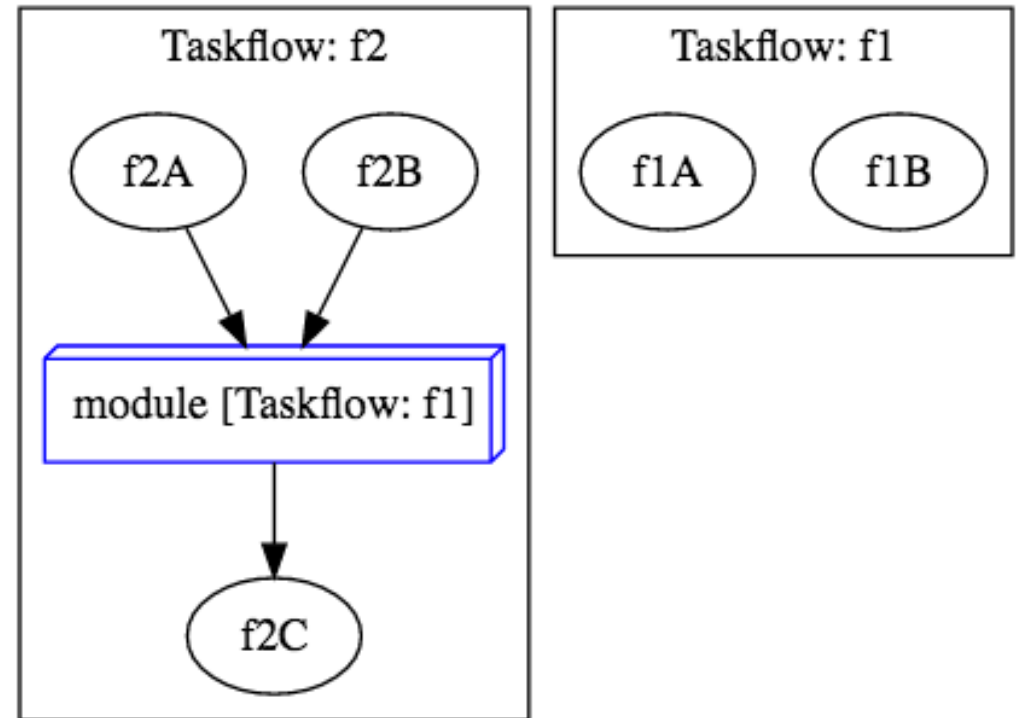 Taskflow: f2
f2A
f2B
module [Taskflow: f1]
f2C
Taskflow: f1
f1A
f1B